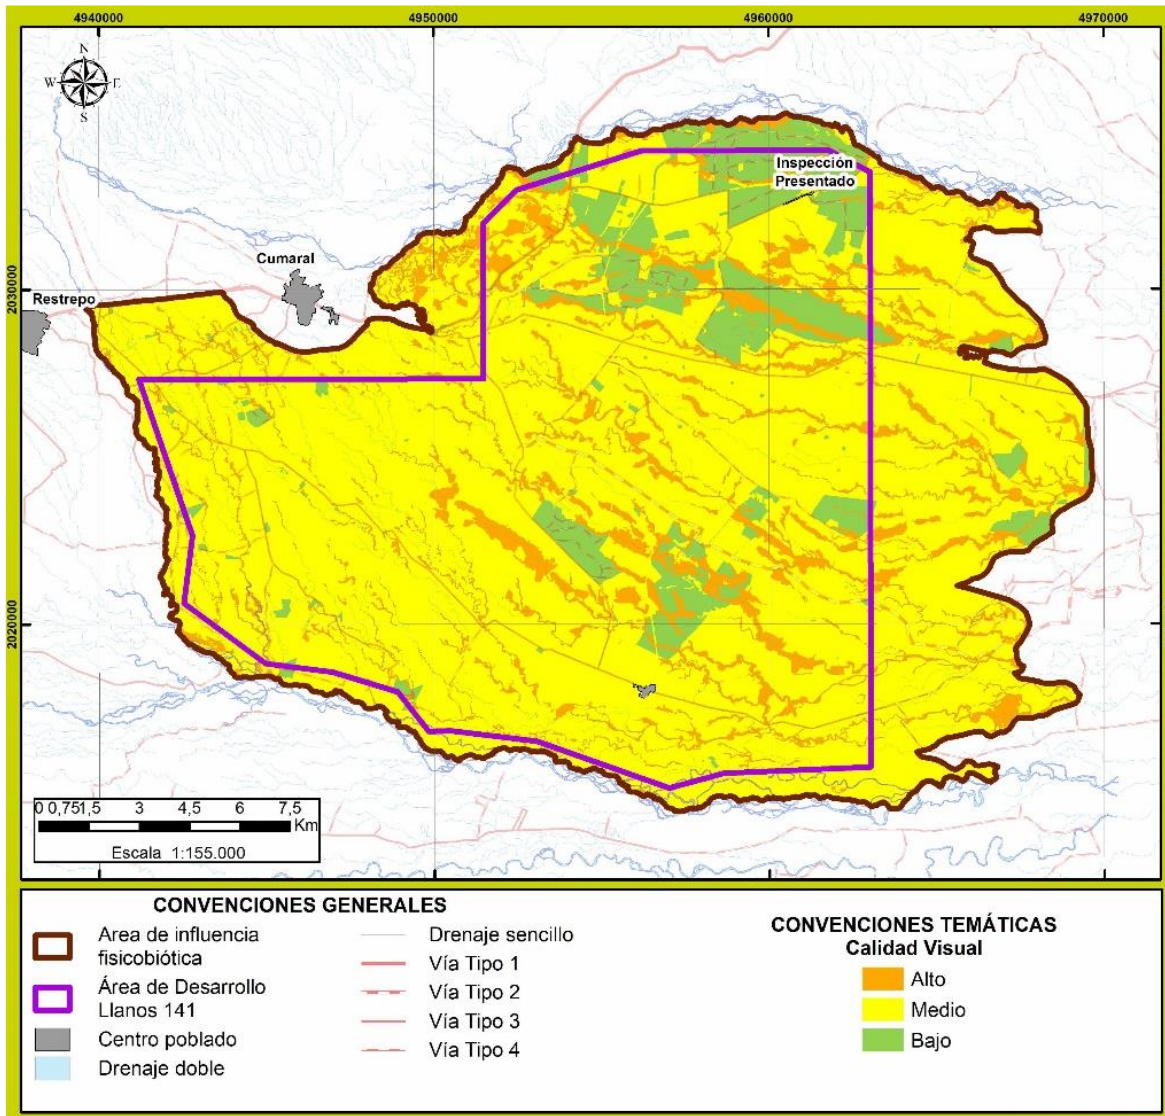 4940000
4950000
4960000
4970000
N
W E
S
Inspección
Presentado
Cumaral
2030000
Restrepo
2020000
0 0,75 1,5 3 4,5 6 7,5
Km
Escala 1:155.000
CONVENCIONES GENERALES
Area de influencia
fisicobiótica
Área de Desarrollo
Llanos 141
Centro poblado
Drenaje doble
Drenaje sencillo
Vía Tipo 1
Vía Tipo 2
Vía Tipo 3
Vía Tipo 4
CONVENCIONES TEMÁTICAS
Calidad Visual
Alto
Medio
Bajo